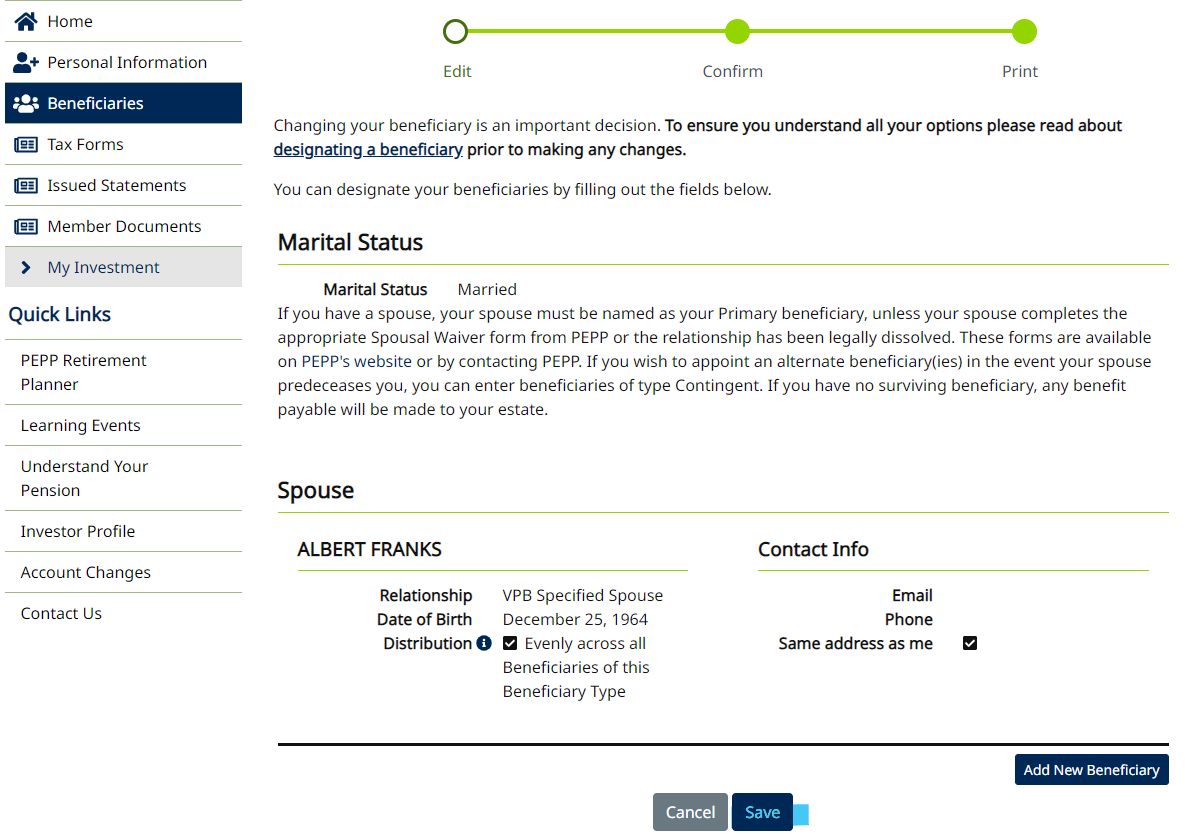 Home
Personal Information
Beneficiaries
Tax Forms
Issued Statements
Member Documents
My Investment
Quick Links
PEPP Retirement
Planner
Learning Events
Understand Your
Pension
Investor Profile
Account Changes
Contact Us
Edit
Confirm
Print
Changing your beneficiary is an important decision. To ensure you understand all your options please read about
designating a beneficiary prior to making any changes.
You can designate your beneficiaries by filling out the fields below.
Marital Status
Marital Status Married
If you have a spouse, your spouse must be named as your Primary beneficiary, unless your spouse completes the
appropriate Spousal Waiver form from PEPP or the relationship has been legally dissolved. These forms are available
on PEPP's website or by contacting PEPP. If you wish to appoint an alternate beneficiary(ies) in the event your spouse
predeceases you, you can enter beneficiaries of type Contingent. If you have no surviving beneficiary, any benefit
payable will be made to your estate.
Spouse
ALBERT FRANKS
Relationship VPB Specified Spouse
Date of Birth December 25, 1964
Distribution Evenly across all
Beneficiaries of this
Beneficiary Type
Contact Info
Email
Phone
Same address as me
Add New Beneficiary
Cancel
Save